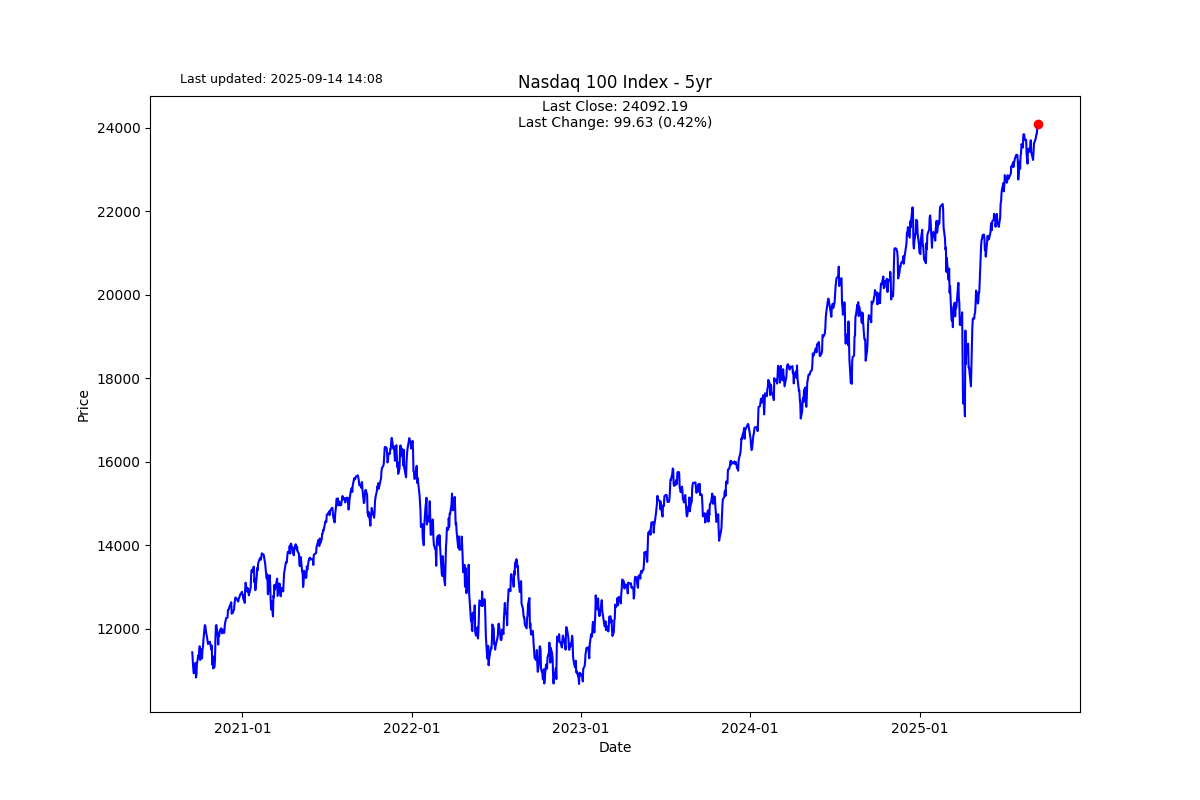 Last updated: 2025-09-14 14:08
Nasdaq 100 Index - 5yr
Last Close: 24092.19
Last Change: 99.63 (0.42%)
24000
22000
20000
18000
16000
14000
12000
Price
2021-01
2022-01
2023-01
2024-01
2025-01
Date